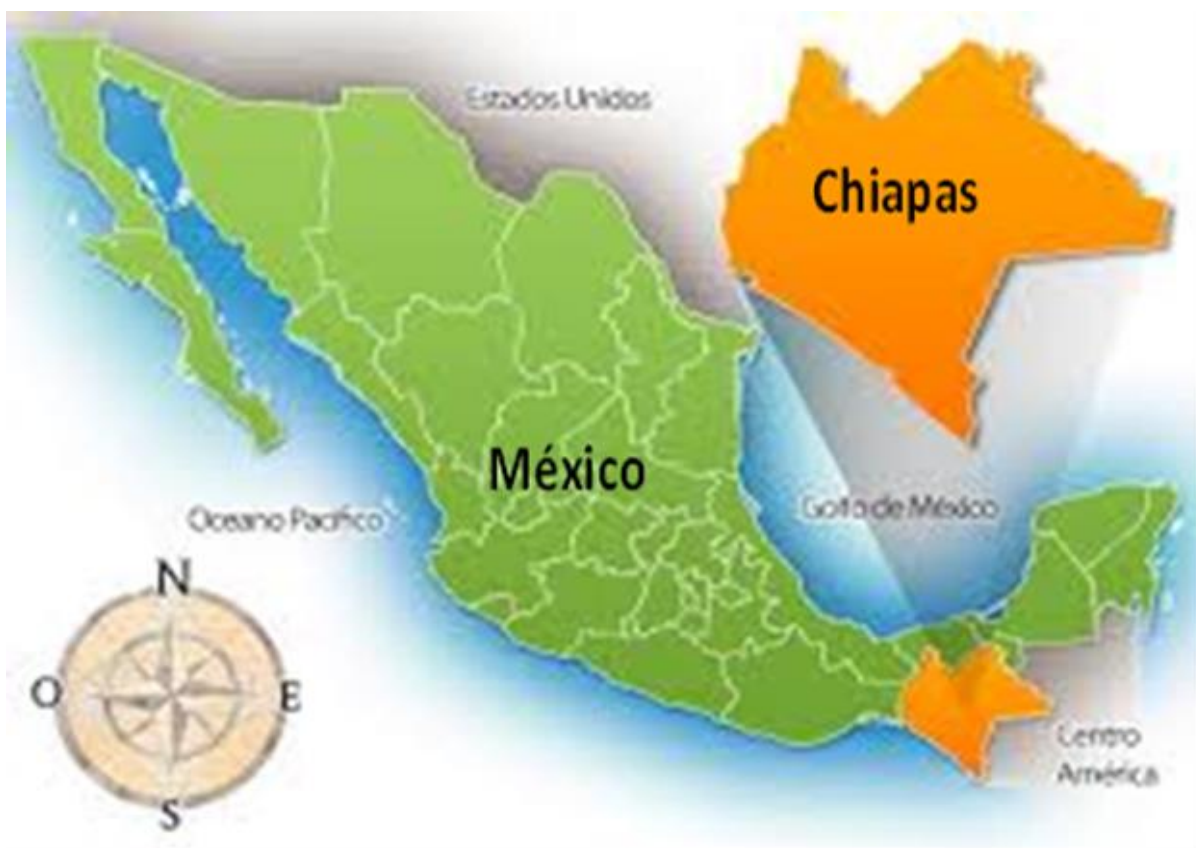 Estados Unidos
Chiapas
México
Oceano Pacifico
Golfo de México
N
O
E
S
Centro
América